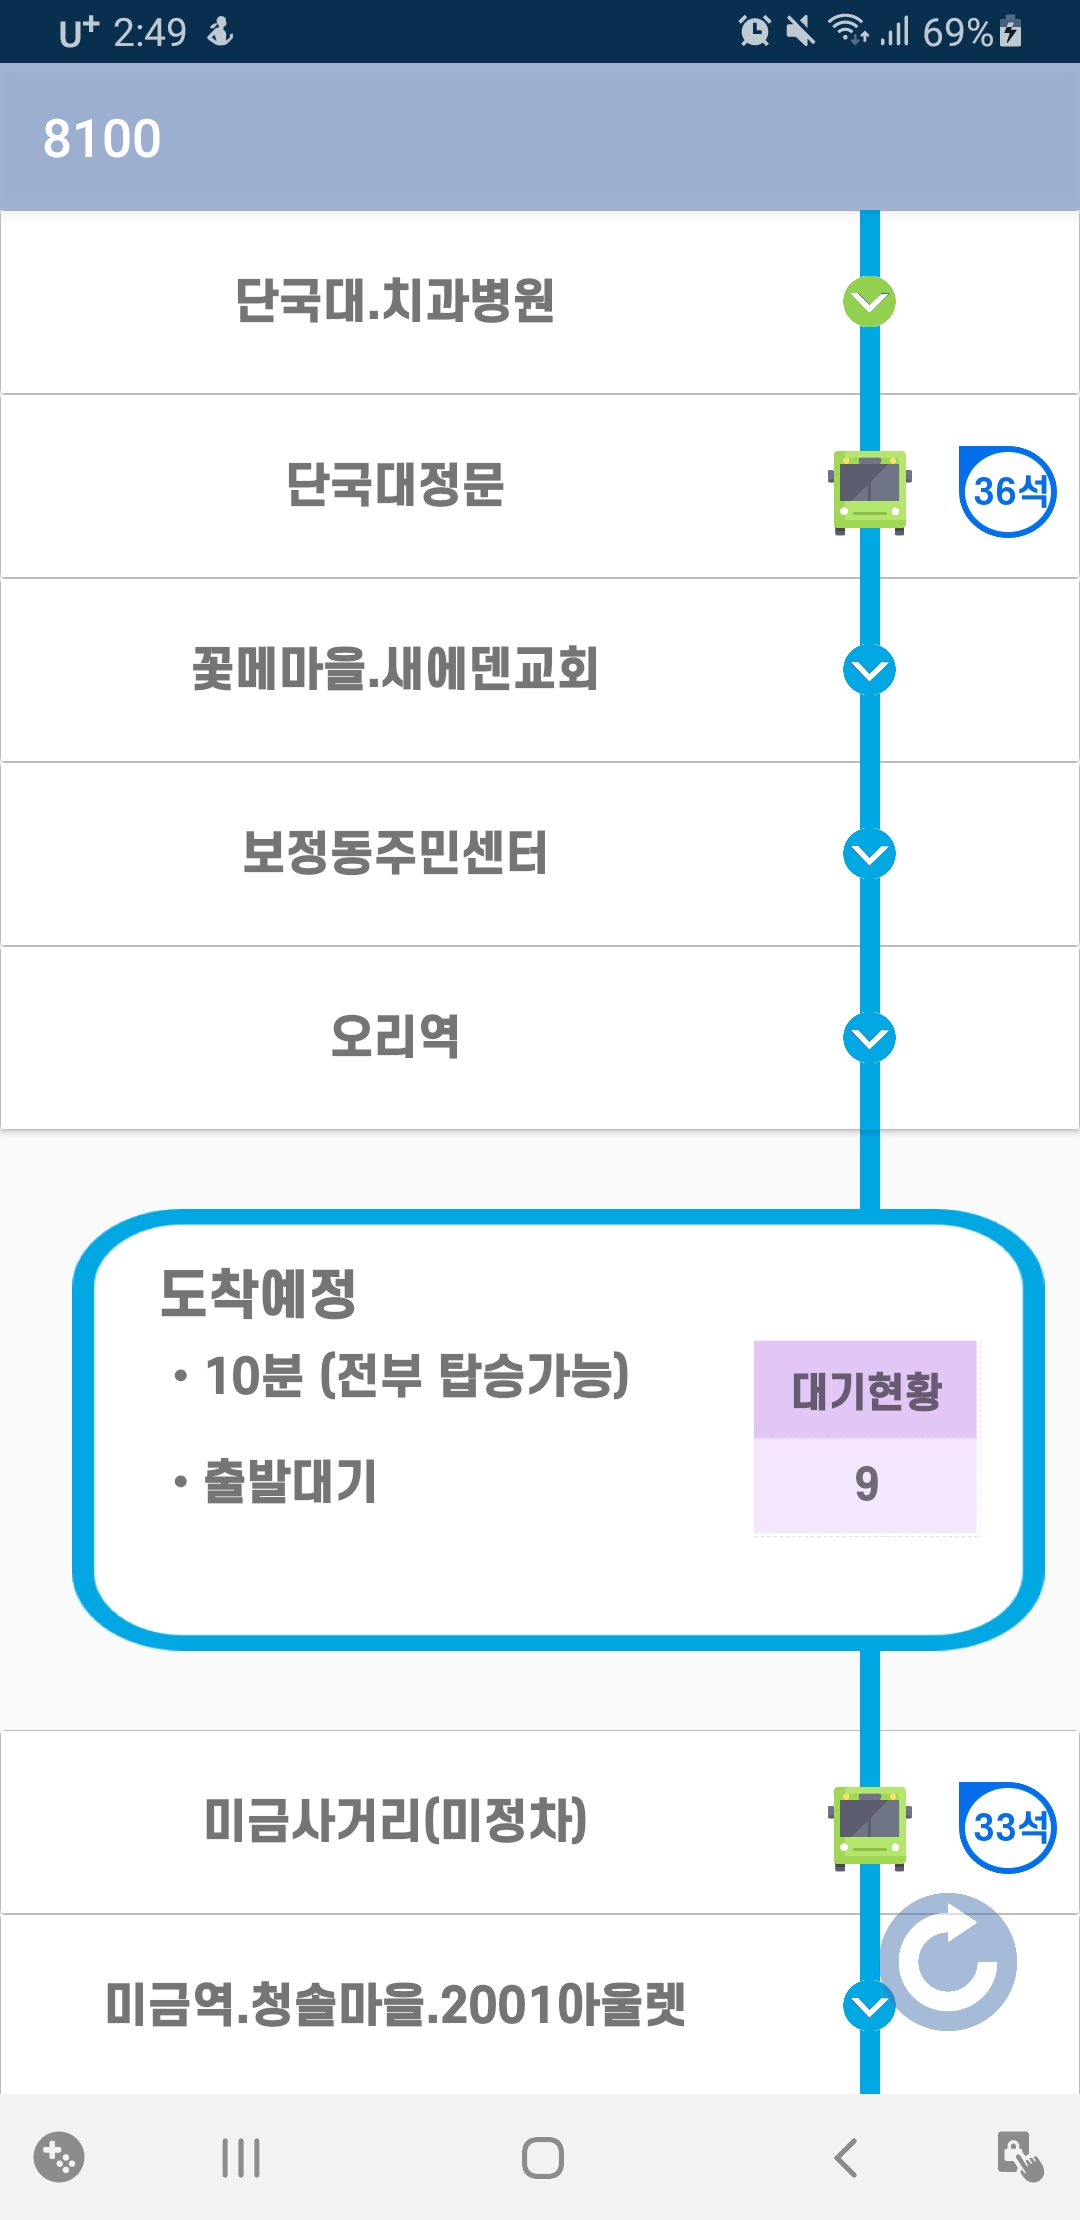 U+ 2:49 69%
8100
단국대.치과병원
단국대정문 36석
꽃메마을.새에덴교회
보정동주민센터
오리역
도착예정
• 10분 (전부 탑승가능)
• 출발대기
대기현황
9
미금사거리(미정차) 33석
미금역.청솔마을.2001아울렛